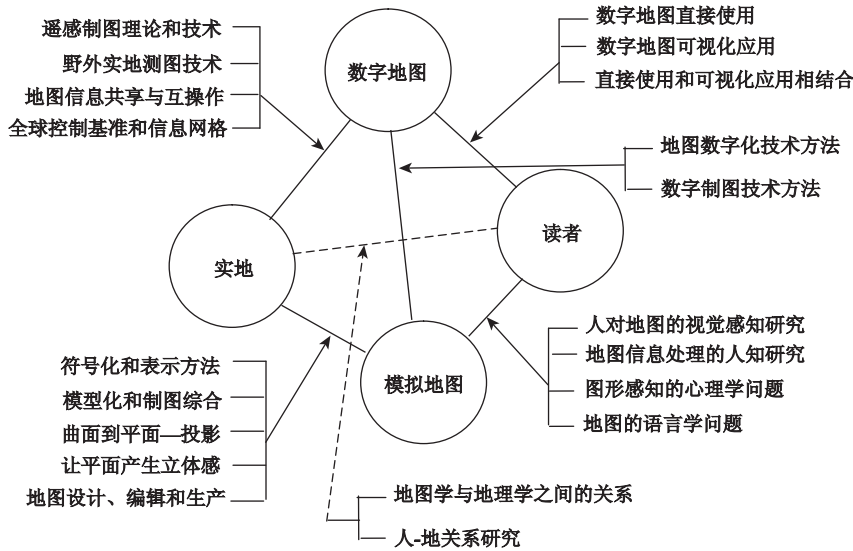 遥感制图理论和技术
野外实地测图技术
地图信息共享与互操作
全球控制基准和信息网格
数字地图
数字地图直接使用
数字地图可视化应用
直接使用和可视化应用相结合
地图数字化技术方法
数字制图技术方法
实地
读者
模拟地图
人对地图的视觉感知研究
地图信息处理的人知研究
图形感知的心理学问题
地图的语言学问题
符号化和表示方法
模型化和制图综合
曲面到平面—投影
让平面产生立体感
地图设计、编辑和生产
地图学与地理学之间的关系
人-地关系研究